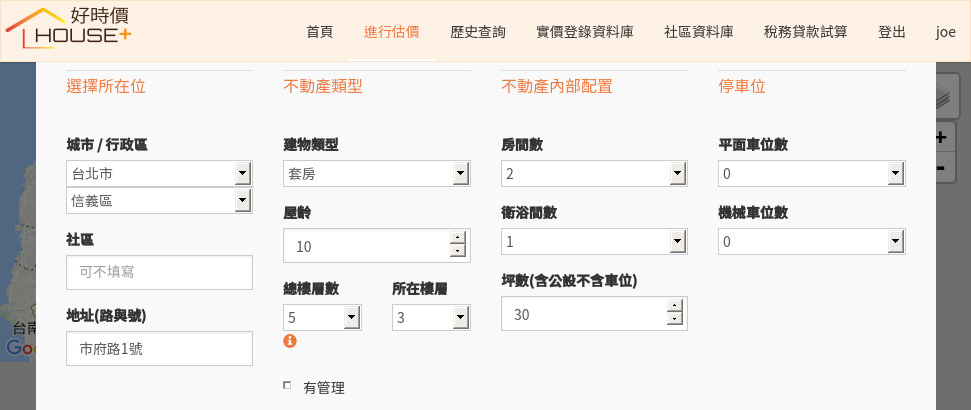 好時價
HOUSE+
首頁 進行估價 歷史查詢 實價登錄資料庫 社區資料庫 稅務貸款試算 登出 joe
選擇所在位 不動產類型 不動產內部配置 停車位
城市 / 行政區 建物類型 房間數 平面車位數
台北市 套房 2 0
信義區
屋齡 衛浴間數 機械車位數
社區 10 1 0
可不填寫
總樓層數 所在樓層 坪數(含公設不含車位)
地址(路與號) 5 3 30
市府路1號
台南
Goo
有管理